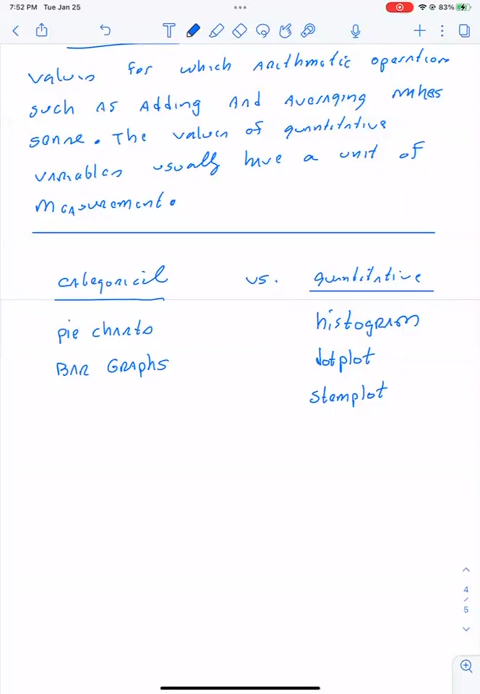 7:52 PM Tue Jan 25
83%
T
values for which arithmatic operation
such as adding and averaging makes
sense. The values of quantitative
variables usually have a unit of
measurement.
categorical vs. quantitative
pie charts histogram
BAR GRAPhS dotplot
stemplot
4
/
5